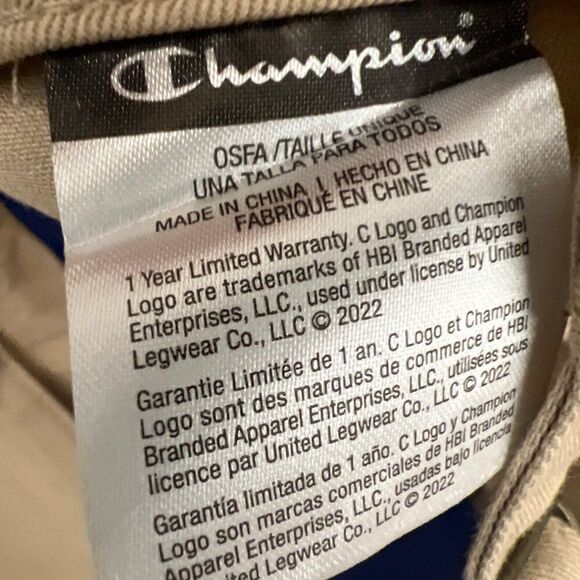 Champion®
OSFA /TAILLE UNIQUE
UNA TALLA PARA TODOS
MADE IN CHINA | HECHO EN CHINA
FABRIQUÉ EN CHINE
1 Year Limited Warranty. C Logo and Champion
Logo are trademarks of HBI Branded Apparel
Enterprises, LLC., used under license by United
Legwear Co., LLC © 2022
Garantie Limitée de 1 an. C Logo et Champion
Logo sont des marques de commerce de HBI
Branded Apparel Enterprises, LLC., utilisées sous
licence par United Legwear Co., LLC © 2022
Garantía limitada de 1 año. C Logo y Champion
Logo son marcas comerciales de HBI Branded
Apparel Enterprises, LLC., usadas bajo licencia
Legwear Co., LLC © 2022